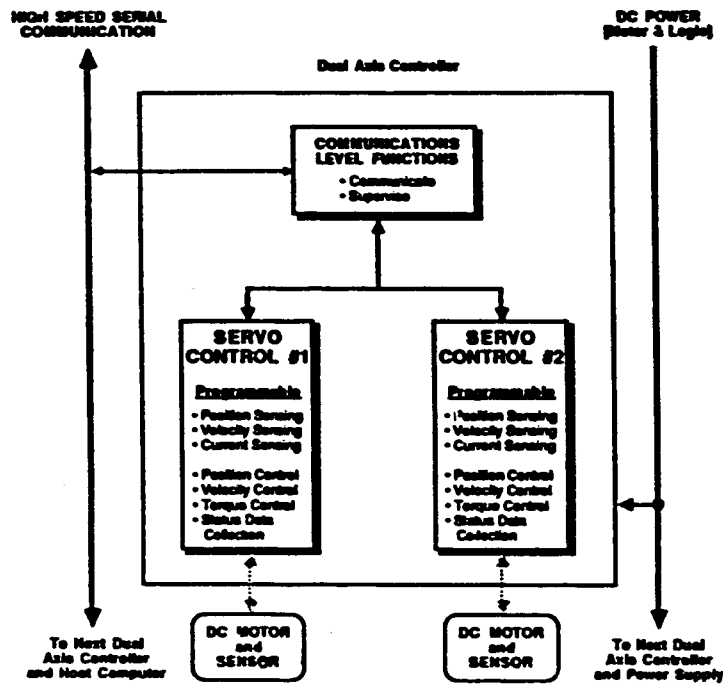 HIGH SPEED SERIAL
COMMUNICATION
DC POWER
[Motor & Logic]
Dual Axis Controller
COMMUNICATIONS
LEVEL FUNCTIONS
• Communicate
• Supervise
SERVO
CONTROL #1
Programmable
• Position Sensing
• Velocity Sensing
• Current Sensing
• Position Control
• Velocity Control
• Torque Control
• Status Data
Collection
SERVO
CONTROL #2
Programmable
• Position Sensing
• Velocity Sensing
• Current Sensing
• Position Control
• Velocity Control
• Torque Control
• Status Data
Collection
To Next Dual
Axis Controller
and Host Computer
DC MOTOR
and
SENSOR
DC MOTOR
and
SENSOR
To Next Dual
Axis Controller
and Power Supply